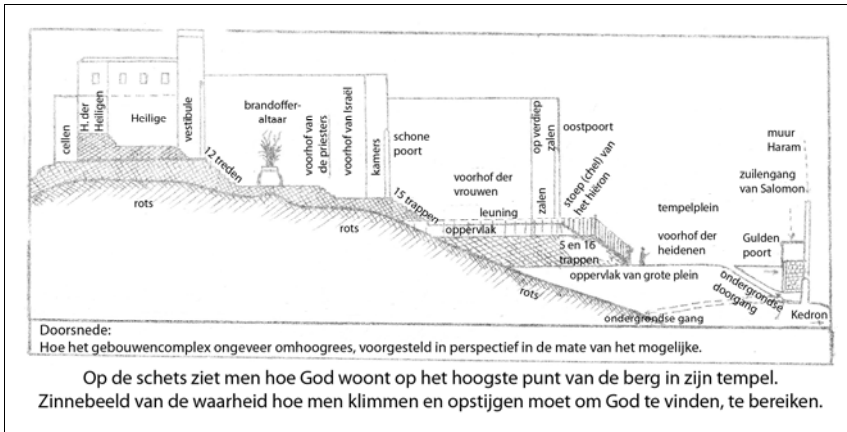 cellen
H. der
Heiligen
Heilige
vestibule
12 treden
brandoffer-
altaar
voorhof van
de priesters
voorhof van Israël
kamers
schone
poort
15 trappen
voorhof der
vrouwen
leuning
oppervlak
op verdiep
zalen
zalen
oostpoort
stoep (chel) van
het hiëron
5 en 16
trappen
tempelplein
voorhof der
heidenen
oppervlak van grote plein
muur
Haram
zuilengang
van Salomon
Gulden
poort
ondergrondse
doorgang
Kedron
ondergrondse gang
rots
rots
rots
Doorsnede:
Hoe het gebouwencomplex ongeveer omhoogrees, voorgesteld in perspectief in de mate van het mogelijke.
Op de schets ziet men hoe God woont op het hoogste punt van de berg in zijn tempel.
Zinnebeeld van de waarheid hoe men klimmen en opstijgen moet om God te vinden, te bereiken.